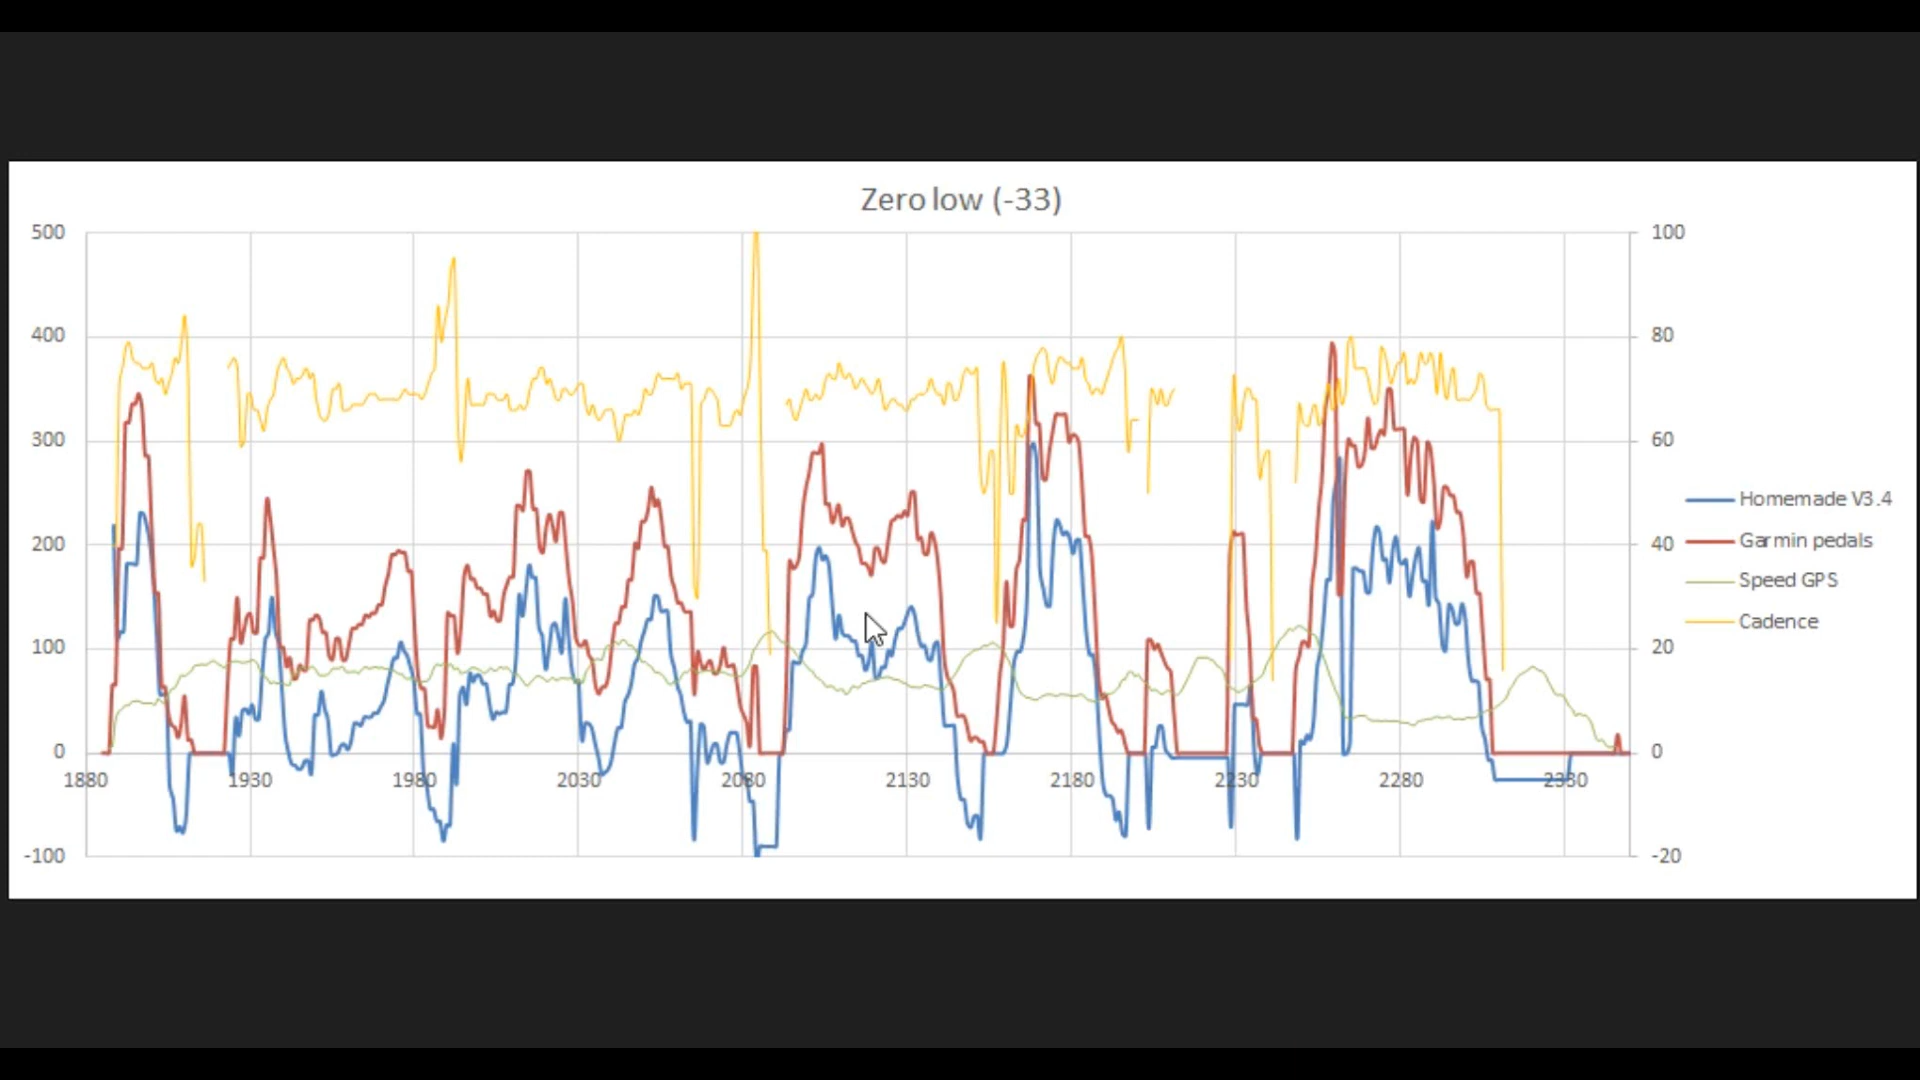 Zero low (-33)
500
400
300
200
100
0
-100
1880 1930 1980 2030 2080 2130 2180 2230 2280 2330
100
80
60
40
20
0
-20
Homemade V3.4
Garmin pedals
Speed GPS
Cadence